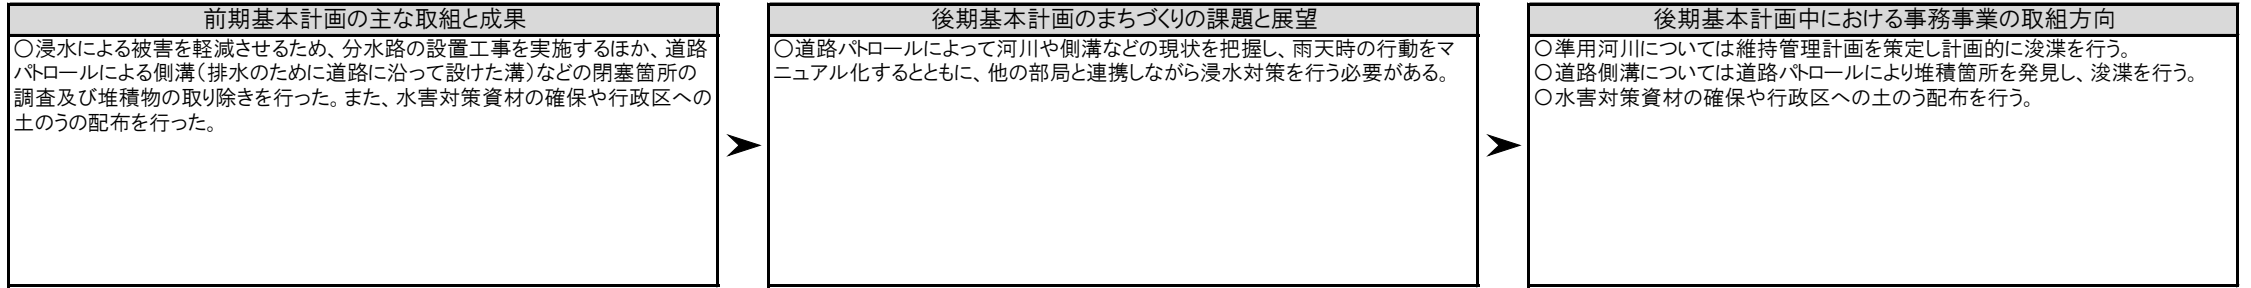 前期基本計画の主な取組と成果
○浸水による被害を軽減させるため、分水路の設置工事を実施するほか、道路
パトロールによる側溝(排水のために道路に沿って設けた溝)などの閉塞箇所の
調査及び堆積物の取り除きを行った。また、水害対策資材の確保や行政区への
土のうの配布を行った。
後期基本計画のまちづくりの課題と展望
○道路パトロールによって河川や側溝などの現状を把握し、雨天時の行動をマ
ニュアル化するとともに、他の部局と連携しながら浸水対策を行う必要がある。
後期基本計画中における事務事業の取組方向
○準用河川については維持管理計画を策定し計画的に浚渫を行う。
○道路側溝については道路パトロールにより堆積箇所を発見し、浚渫を行う。
○水害対策資材の確保や行政区への土のう配布を行う。